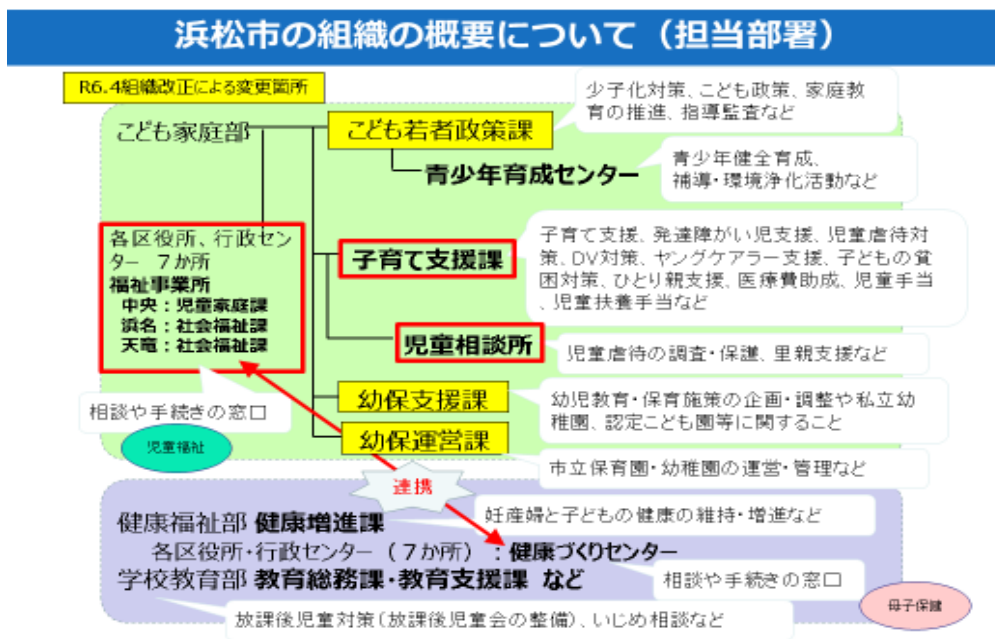 浜松市の組織の概要について（担当部署）
R6.4組織改正による変更箇所
少子化対策、こども政策、家庭教
育の推進、指導監査など
こども家庭部
こども若者政策課
青少年育成センター
青少年健全育成、
補導・環境浄化活動など
各区役所、行政セン
ター 7か所
福祉事業所
中央：児童家庭課
浜名：社会福祉課
天竜：社会福祉課
子育て支援課
子育て支援、発達障がい児支援、児童虐待対
策、DV対策、ヤングケアラー支援、子どもの貧
困対策、ひとり親支援、医療費助成、児童手当
、児童扶養手当など
児童相談所
児童虐待の調査・保護、里親支援など
相談や手続きの窓口
児童福祉
幼保支援課
幼児教育・保育施策の企画・調整や私立幼
稚園、認定こども園等に関すること
幼保運営課
市立保育園・幼稚園の運営・管理など
連携
健康福祉部 健康増進課
妊産婦と子どもの健康の維持・増進など
各区役所・行政センター（7か所）：健康づくりセンター
学校教育部 教育総務課・教育支援課 など
相談や手続きの窓口
母子保健
放課後児童対策（放課後児童会の整備）、いじめ相談など